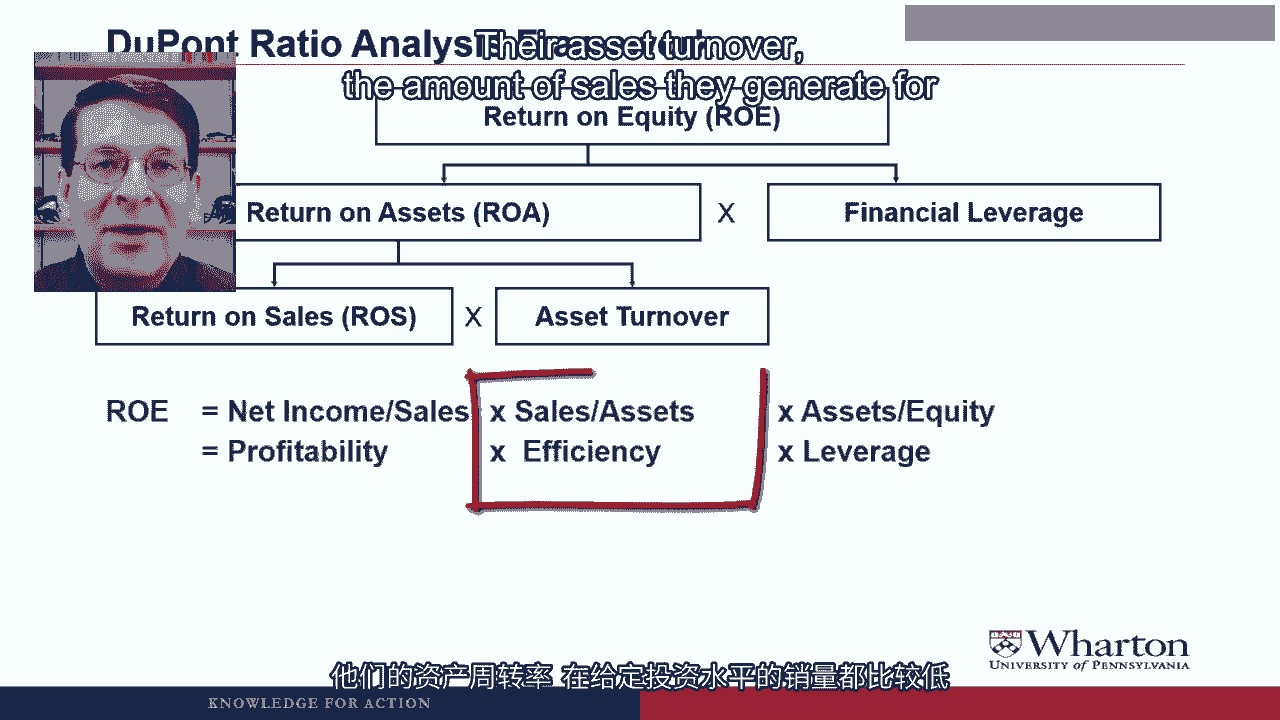 DuPont Ratio Analysis
Their asset turnover,
the amount of sales they generate for
Return on Equity (ROE)
Return on Assets (ROA) X Financial Leverage
Return on Sales (ROS) X Asset Turnover
ROE = Net Income/Sales x Sales/Assets x Assets/Equity
= Profitability x Efficiency x Leverage
Wharton
UNIVERSITY of PENNSYLVANIA
他们的资产周转率 在给定投资水平的销量都比较低
KNOWLEDGE FOR ACTION